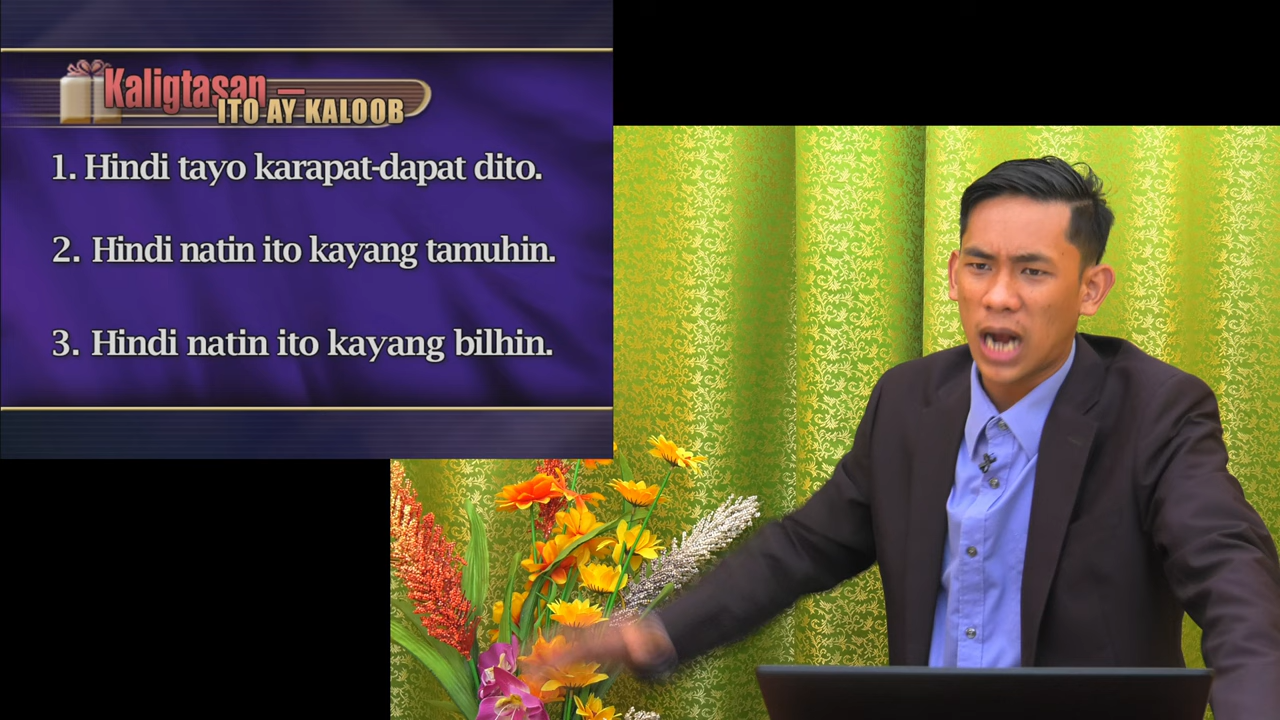 Kaligtasan —
ITO AY KALOOB
1. Hindi tayo karapat-dapat dito.
2. Hindi natin ito kayang tamuhin.
3. Hindi natin ito kayang bilhin.